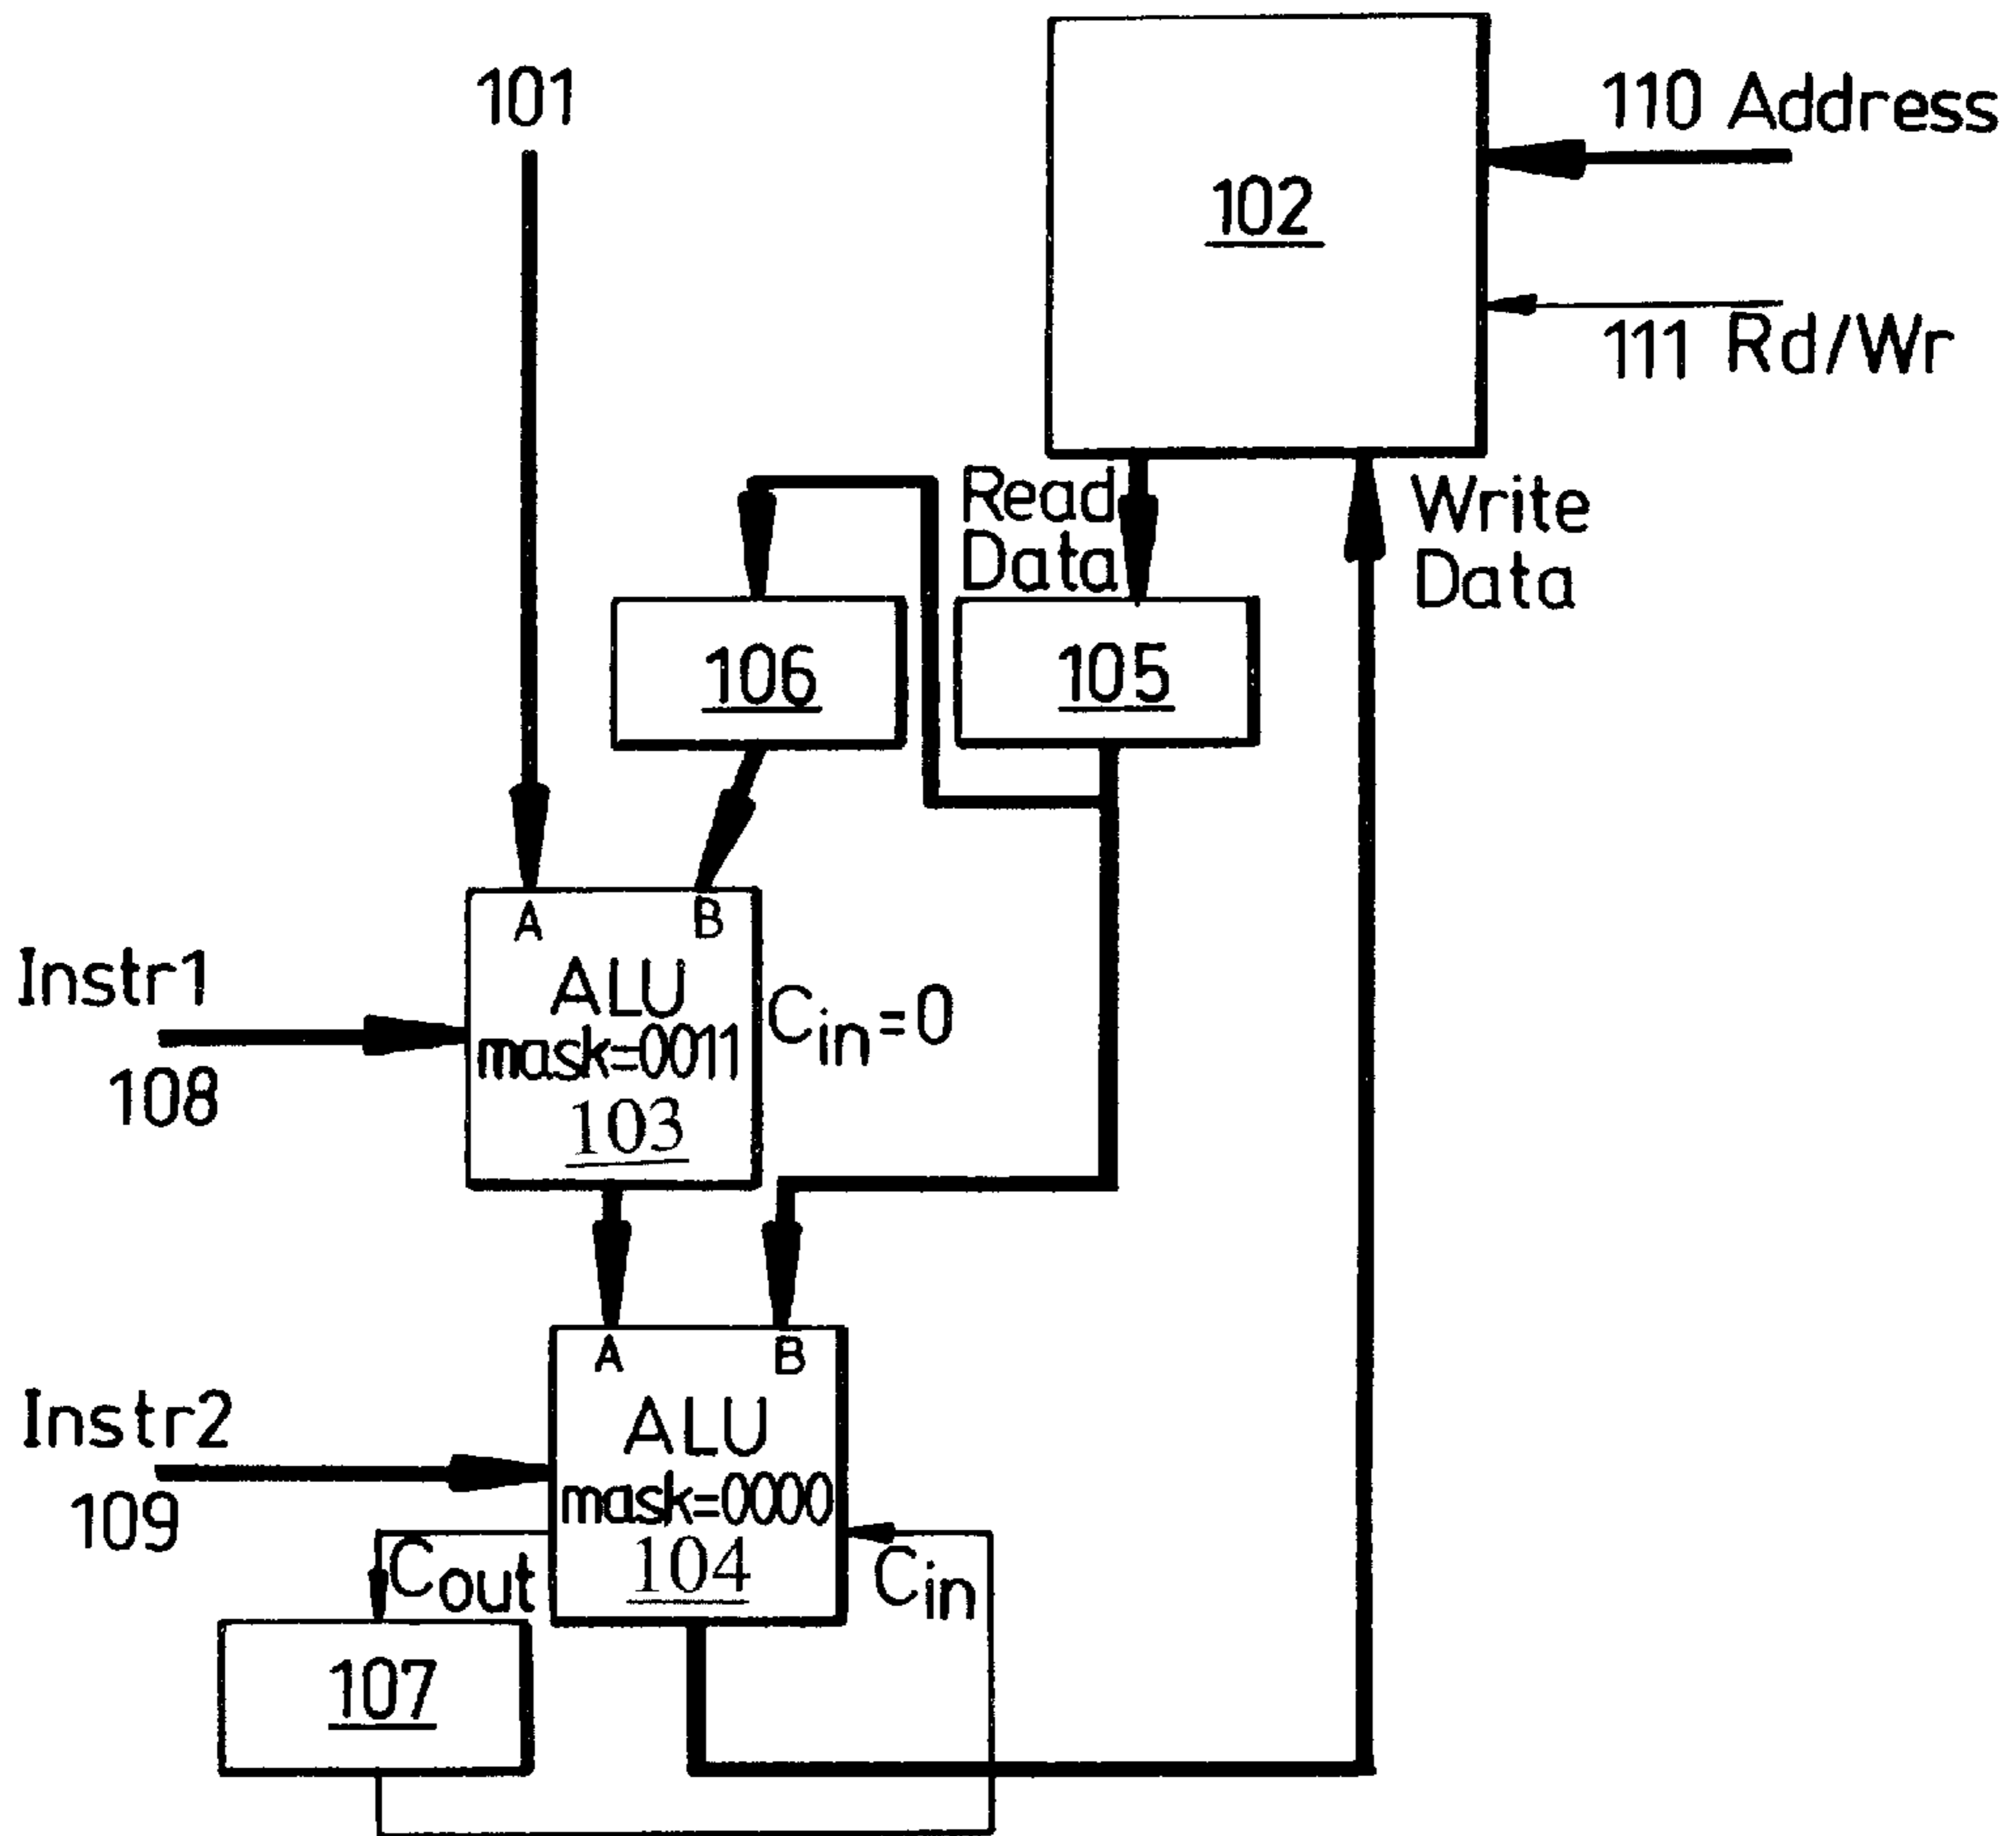 101
110 Address
102
111 Rd/Wr
Read
Data
Write
Data
106
105
A
B
Instr1
ALU
Cin=0
mask=0011
108
103
A
B
Instr2
ALU
mask=0000
109
Cout
104
Cin
107